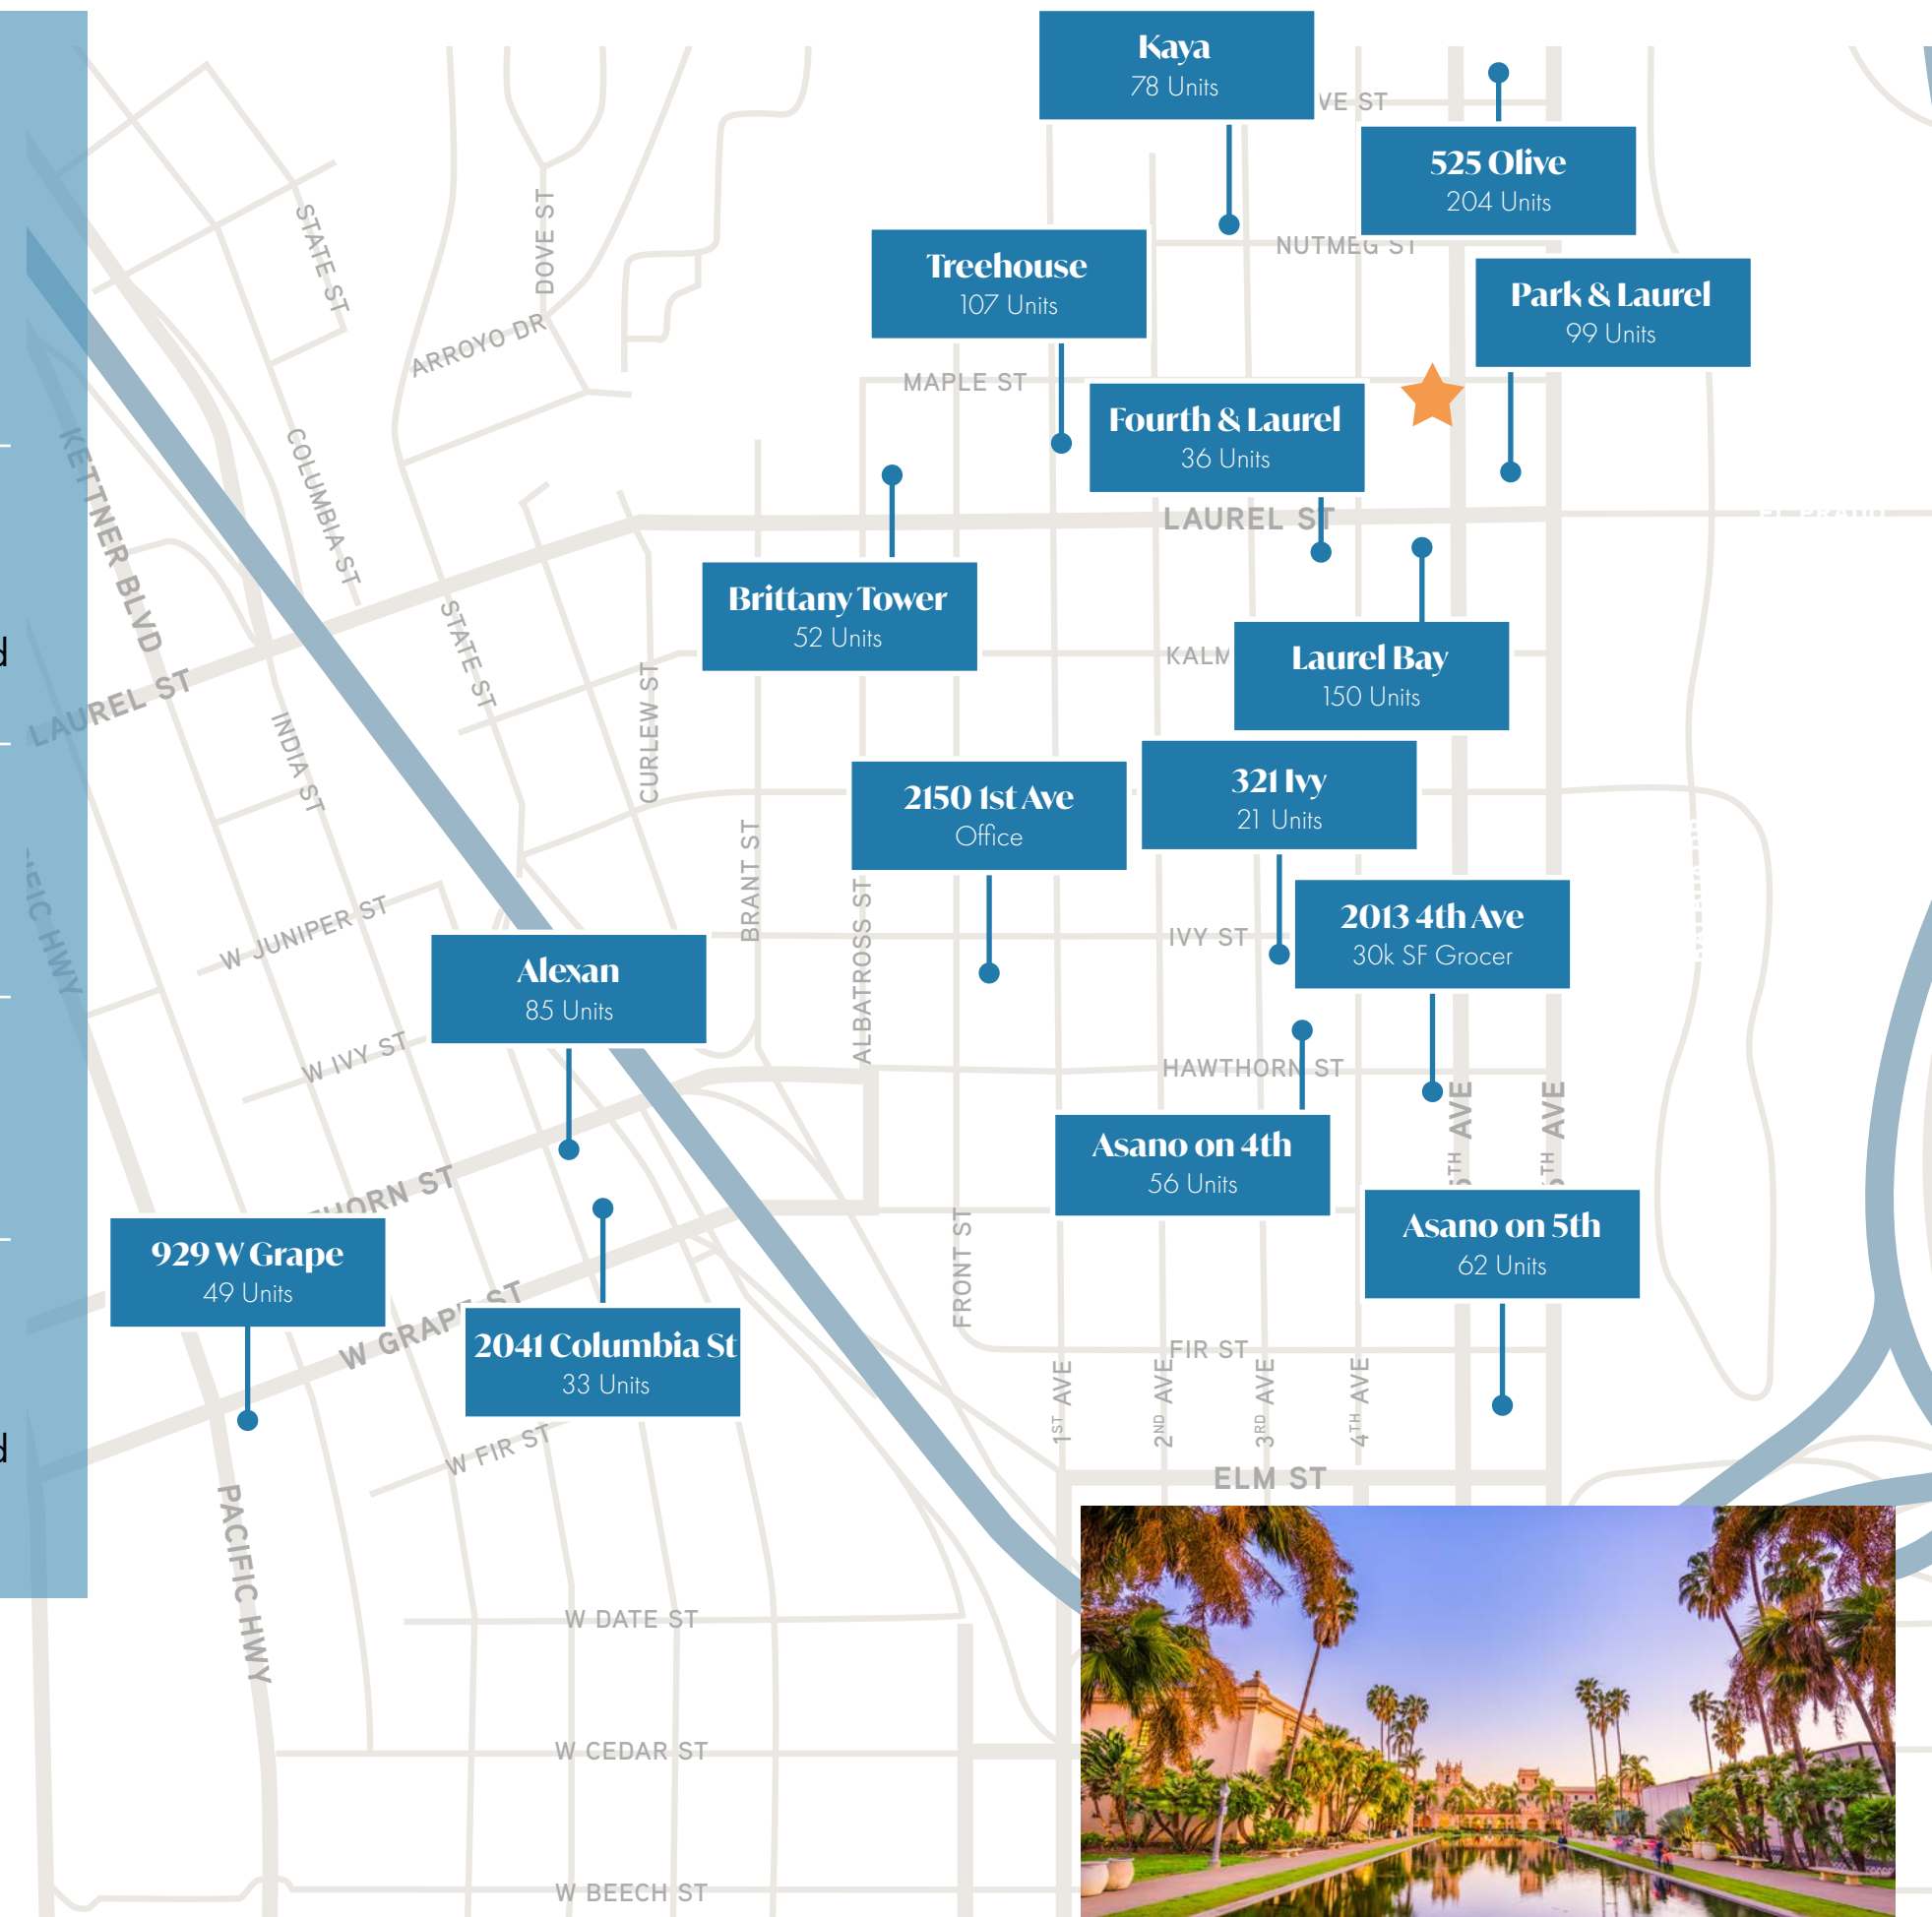 Kaya
78 Units
VE ST
525 Olive
204 Units
STATE ST
DOVE ST
NUTMEG ST
Treehouse
107 Units
Park & Laurel
99 Units
ARROYO DR
MAPLE ST
Fourth & Laurel
36 Units
KETTNER BLVD
COLUMBIA ST
LAUREL ST
EL PRADO
Brittany Tower
52 Units
STATE ST
d
KALM
Laurel Bay
150 Units
LAUREL ST
CURLEW ST
INDIA ST
2150 1st Ave
Office
321 Ivy
21 Units
BRANT ST
ALBATROSS ST
IFIC HWY
W JUNIPER ST
IVY ST
2013 4th Ave
30k SF Grocer
Alexan
85 Units
W IVY ST
HAWTHORN ST
5TH AVE
TH AVE
Asano on 4th
56 Units
THORN ST
Asano on 5th
62 Units
929 W Grape
49 Units
FRONT ST
W GRAPE ST
2041 Columbia St
33 Units
FIR ST
1ST AVE
2ND AVE
3RD AVE
4TH AVE
d
W FIR ST
ELM ST
PACIFIC HWY
W DATE ST
W CEDAR ST
W BEECH ST